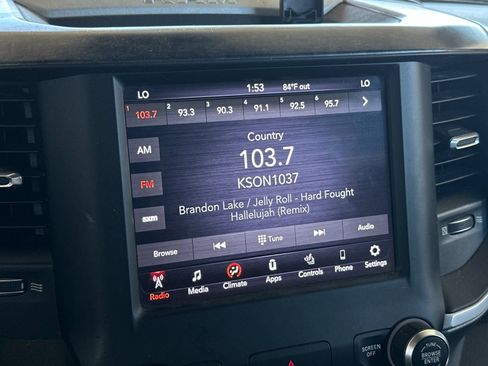 LO 1:53 84°F out LO
1 103.7 2 93.3 3 90.3 4 91.1 5 92.5 6 95.7
AM
Country
103.7
FM
KSON1037
Brandon Lake / Jelly Roll - Hard Fought
Hallelujah (Remix)
sxm
Browse Tune Audio
Radio Media Climate Apps Controls Phone Settings
SCREEN
OFF
TUNE
BROWSE
ENTER